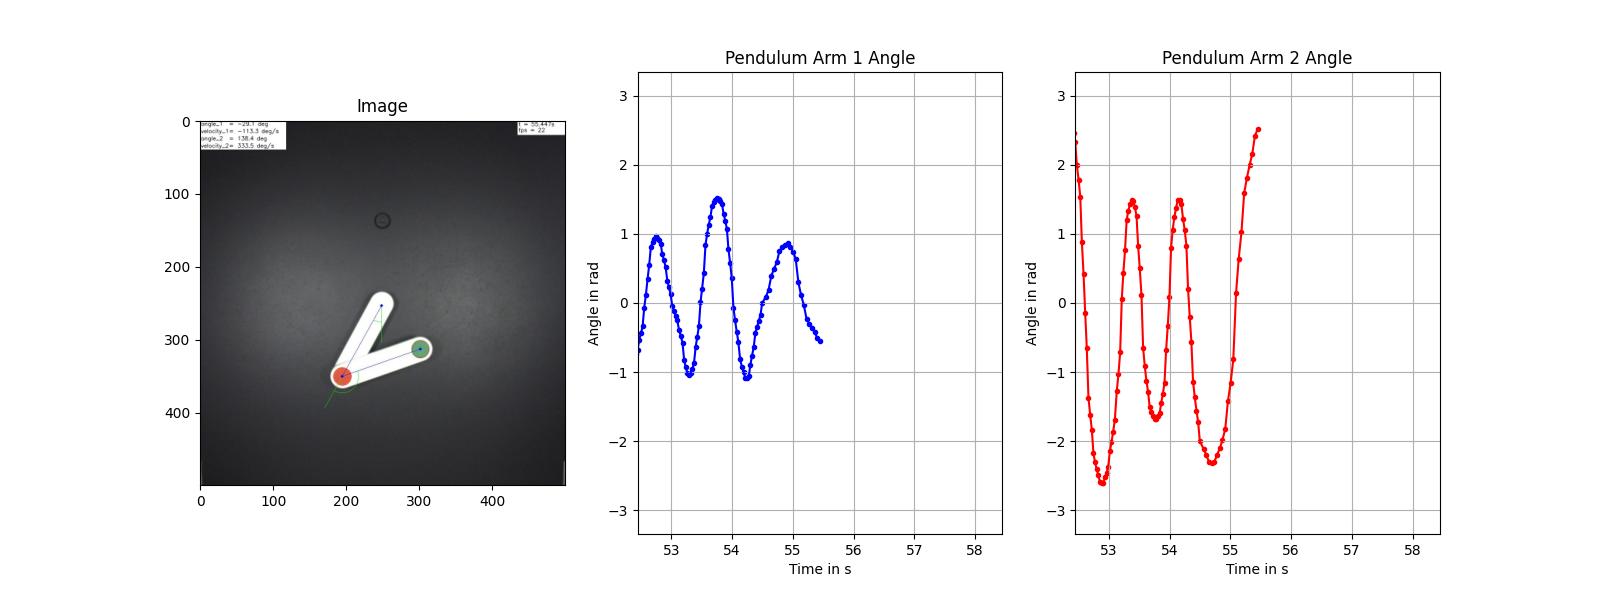 Image
angle_1 = -29.1 deg
velocity_1= -113.3 deg/s
angle_2 = 138.4 deg
velocity_2= 333.5 deg/s
t = 55.447s
fps = 22
0
100
200
300
400
0 100 200 300 400
Pendulum Arm 1 Angle
Angle in rad
3
2
1
0
−1
−2
−3
53 54 55 56 57 58
Time in s
Pendulum Arm 2 Angle
Angle in rad
3
2
1
0
−1
−2
−3
53 54 55 56 57 58
Time in s